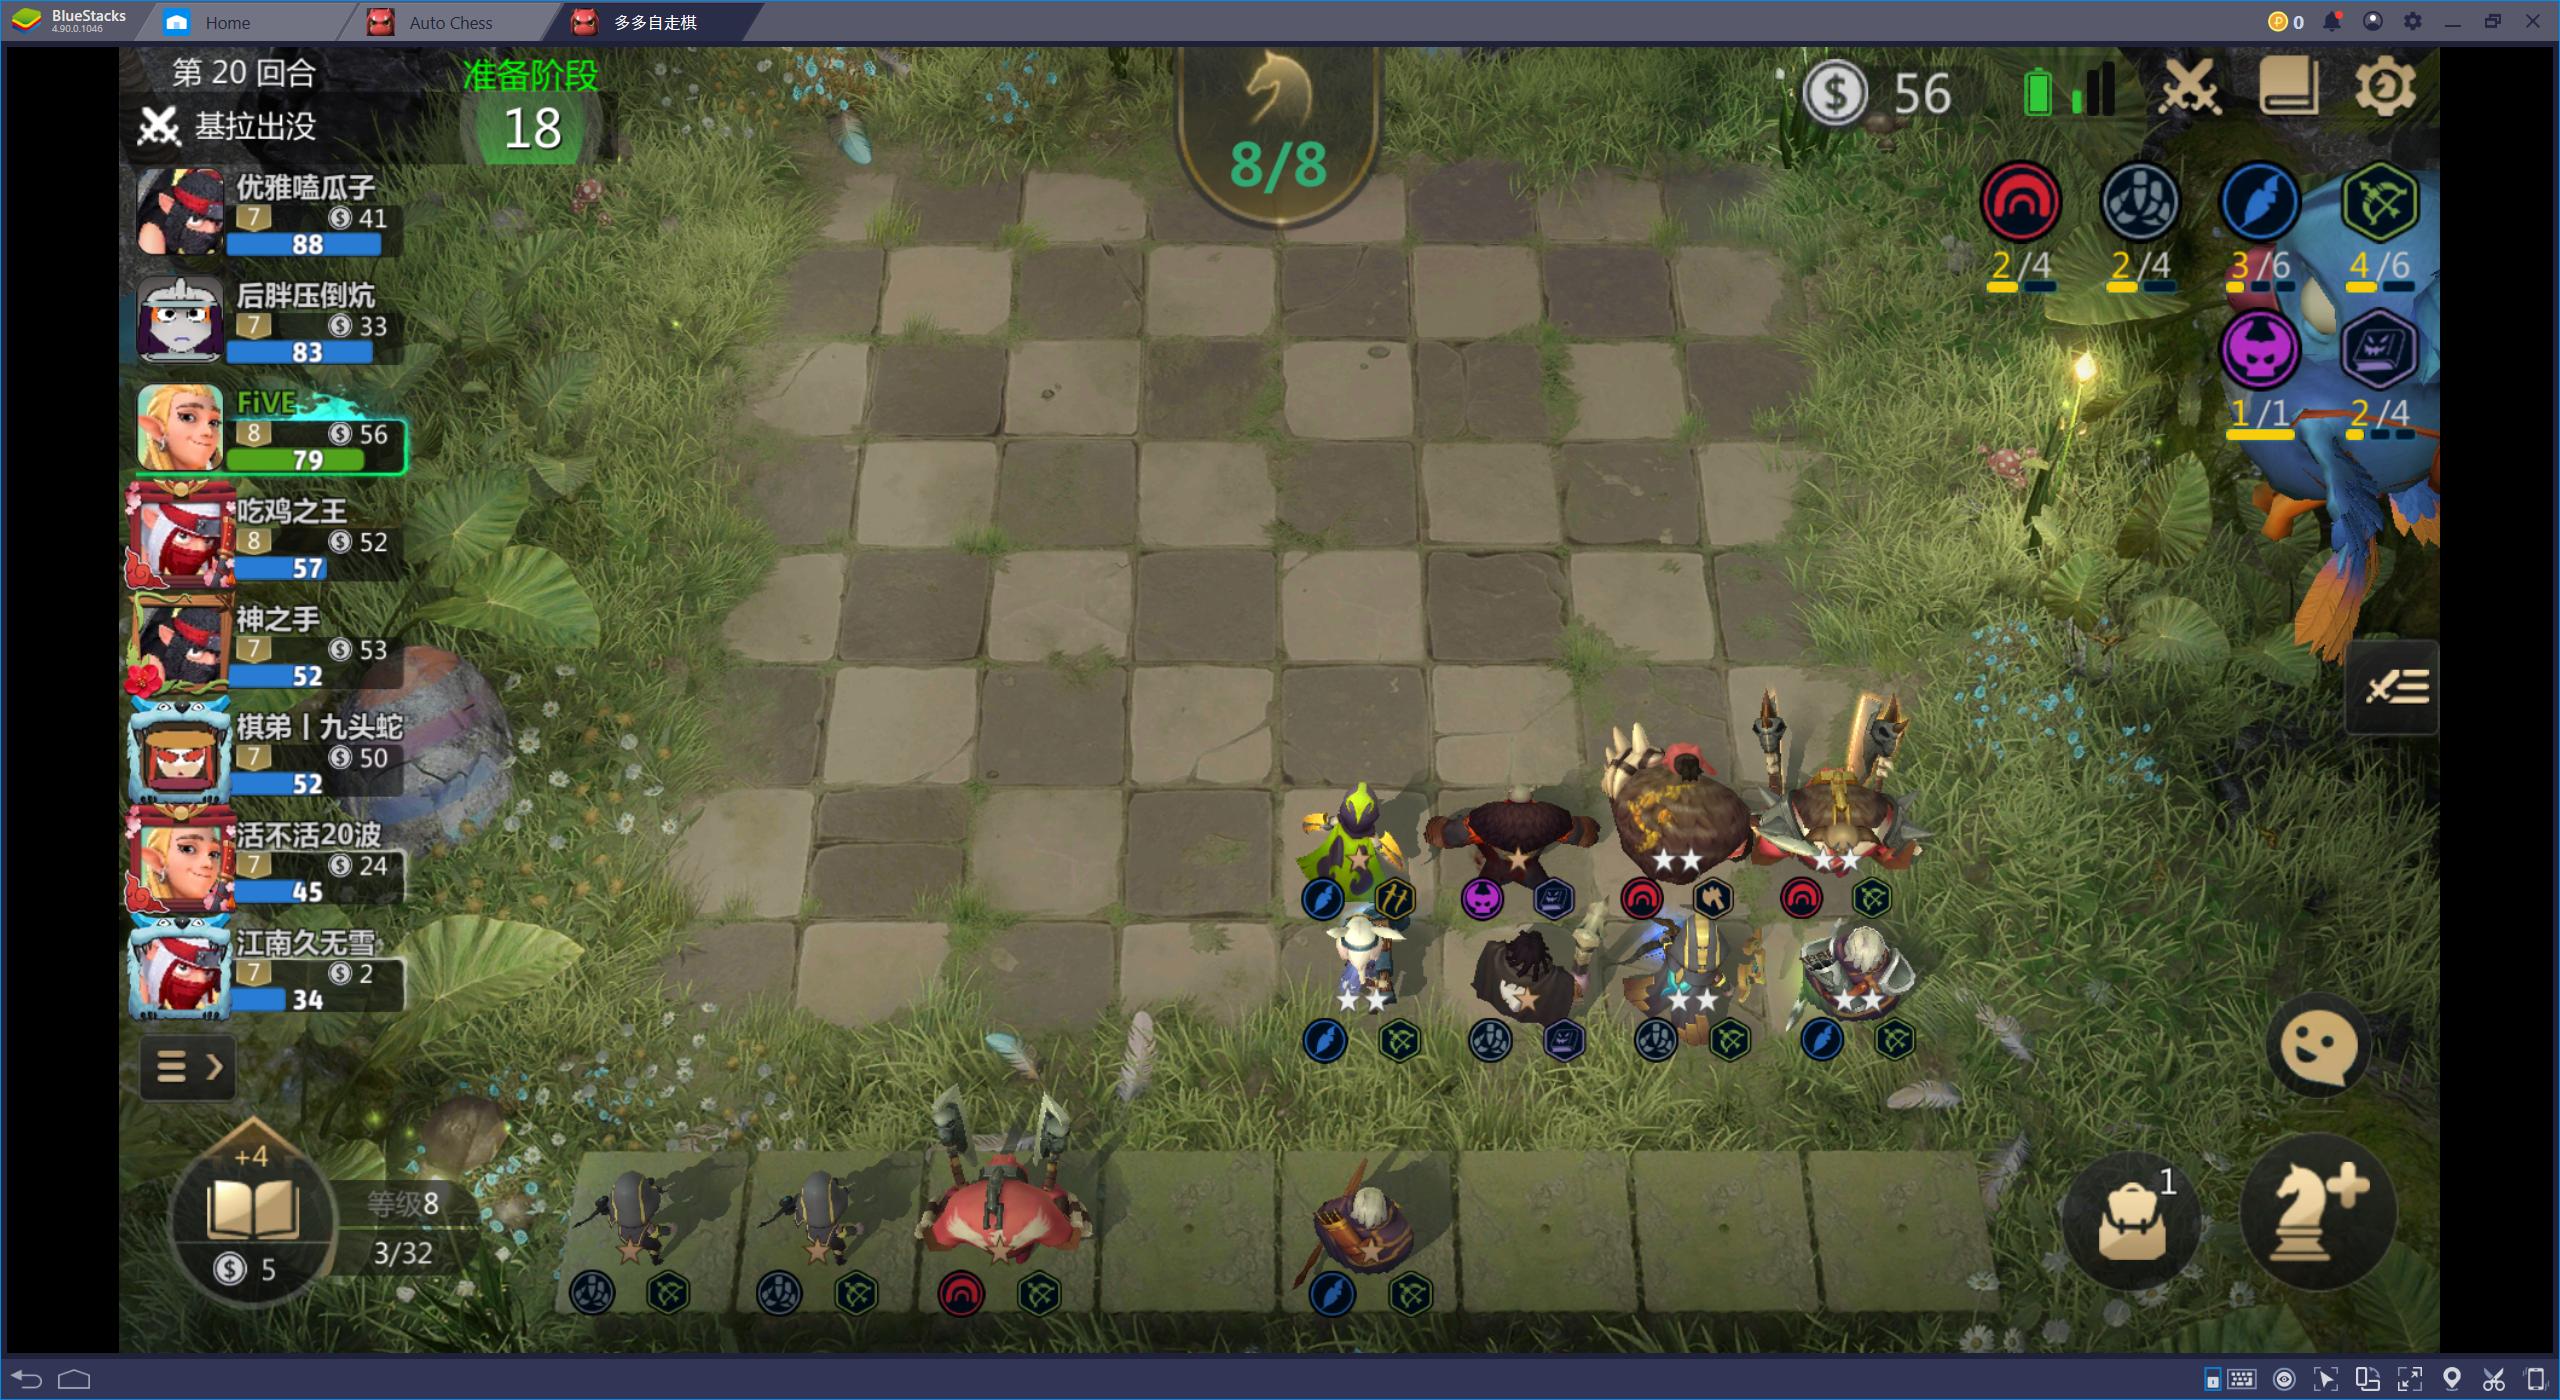 BlueStacks
4.90.0.1046
Home
Auto Chess
多多自走棋
0
第 20 回合
准备阶段
基拉出没
18
8/8
56
优雅嗑瓜子
7 41
88
后胖压倒炕
7 33
83
FiVE
8 56
79
吃鸡之王
8 52
57
神之手
7 53
52
棋弟丨九头蛇
7 50
52
活不活20波
7 24
45
江南久无雪
7 2
34
2/4 2/4 3/6 4/6
1/1 2/4
+4
等级8
3/32
5
1